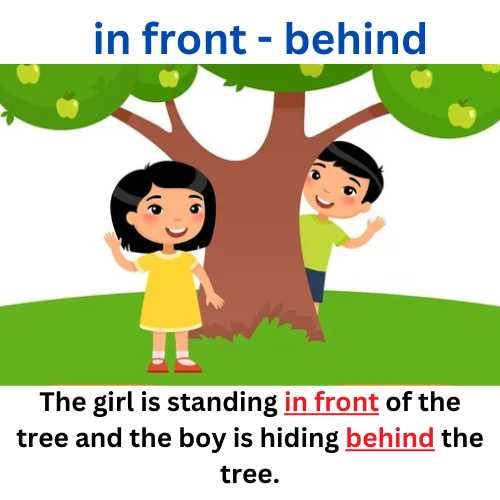 in front - behind
The girl is standing in front of the
tree and the boy is hiding behind the
tree.